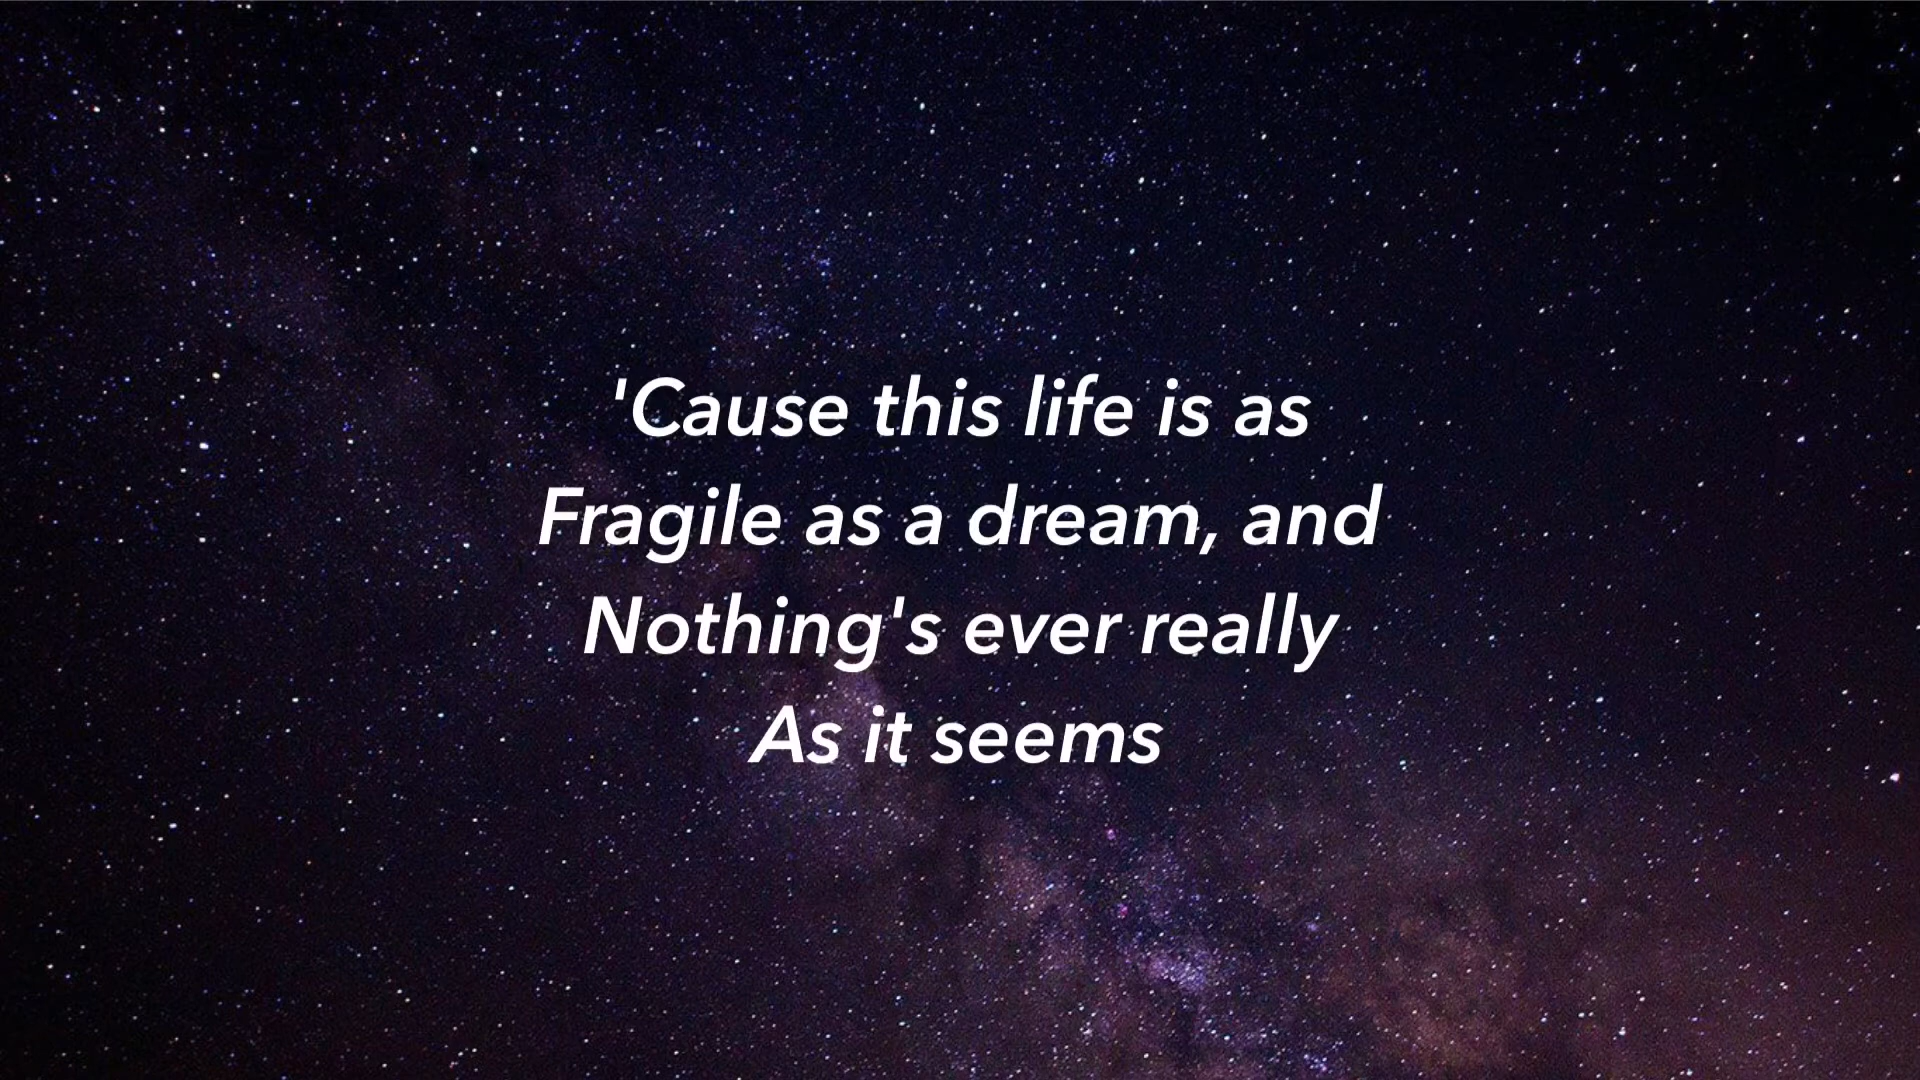 'Cause this life is as
Fragile as a dream, and
Nothing's ever really
As it seems